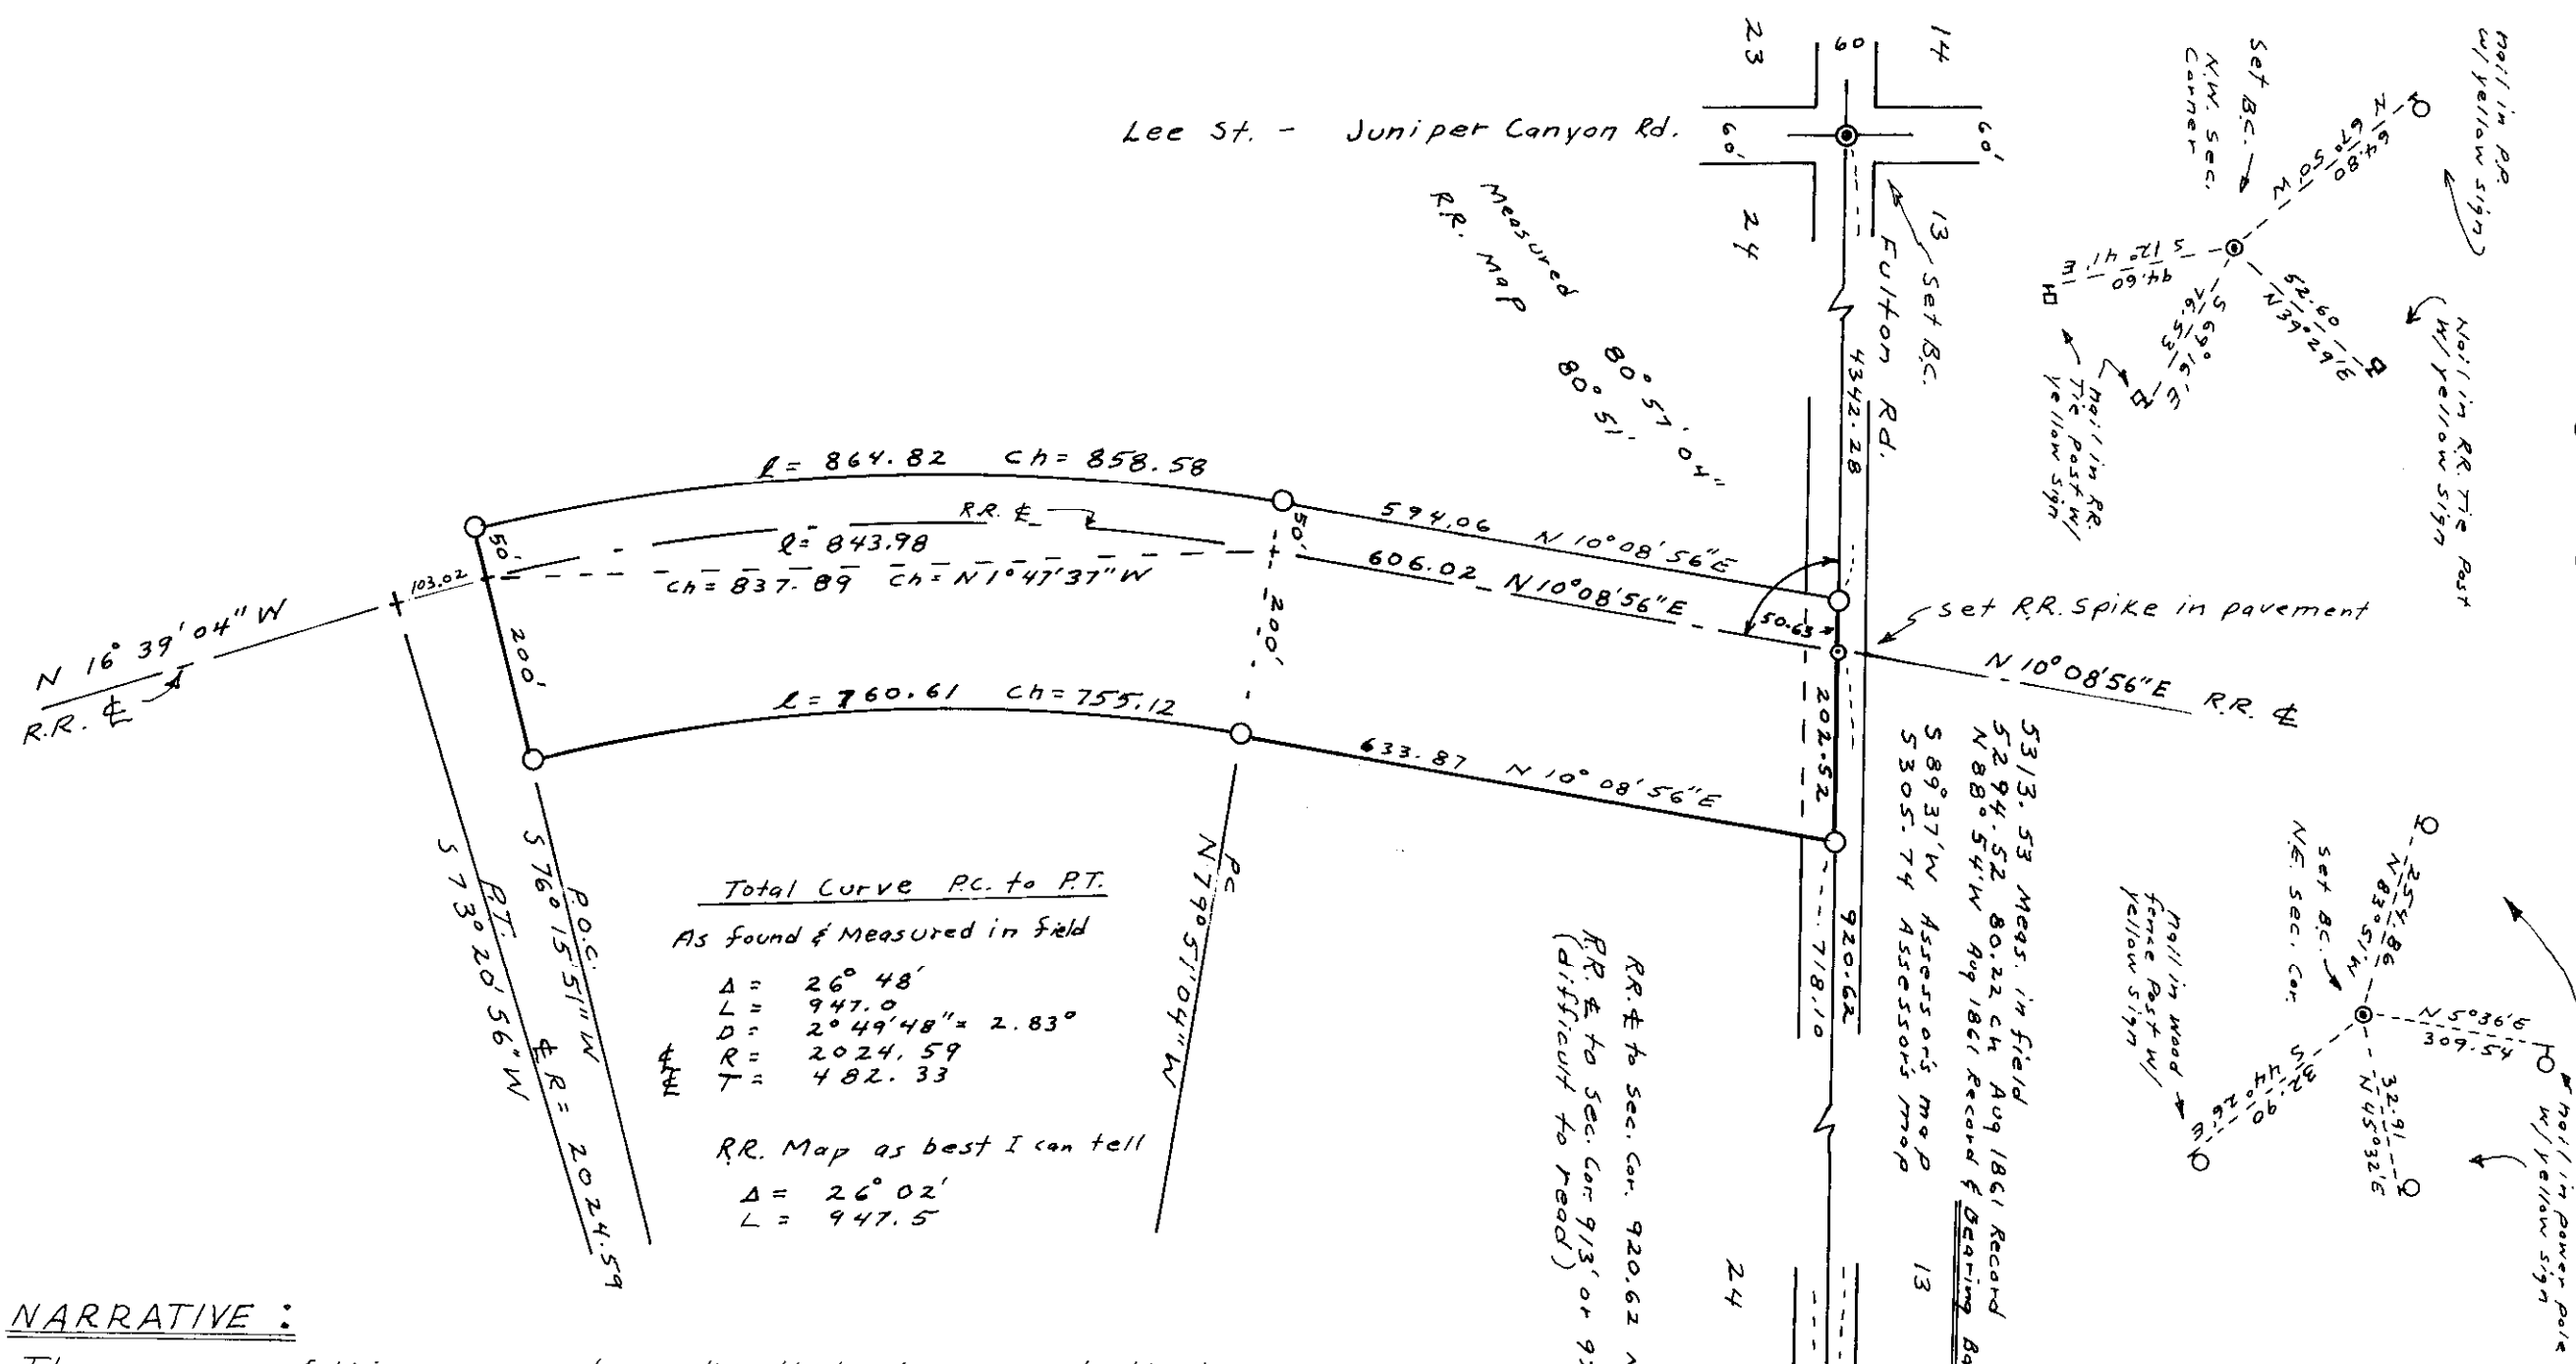 23
60
14
Lee St. - Juniper Canyon Rd.
60'
60'
24
13
Set B.C.
Fulton Rd.
4342.28
Measured 80° 57' 04"
R.R. Map 80° 51'
Set B.C.
N.W. Sec.
Corner
Nail in P.P.
W/ yellow sign
64.80
N 67° 50' W
S 12° 41' E
94.60
52.60
N 39° 29' E
S 69° 16' E
76.53
Nail in RR.
Tie Post W/
yellow sign
Nail in RR. Tie Post
W/ yellow sign
l = 864.82 ch = 858.58
50'
R.R. ℄
l = 843.98
ch = 837.89 ch = N 1° 47' 37" W
50'
594.06 N 10° 08' 56" E
606.02 N 10° 08' 56" E
50.63
set R.R. Spike in pavement
N 10° 08' 56" E R.R. ℄
103.02
N 16° 39' 04" W
R.R. ℄
200'
200'
l = 760.61 ch = 755.12
633.87 N 10° 08' 56" E
202.52
718.10
920.62
P.T.
S 73° 20' 56" W
℄ R = 2024.59
P.O.C.
S 76° 15' 51" W
PC
N 79° 51' 04" W
Total Curve P.C. to P.T.
As found & Measured in field
Δ = 26° 48'
L = 947.0
D = 2° 49' 48" = 2.83°
℄ R = 2024.59
℄ T = 482.33
R.R. Map as best I can tell
Δ = 26° 02'
L = 947.5
5313.53 Meas. in field
5294.52 80.22 ch Aug 1861 Record
N 88° 54' W Aug 1861 Record & Bearing Ba
S 89° 37' W Assessors map
5305.74 Assessors map
R.R. ℄ to Sec. Cor. 920.62
R.R. ℄ to Sec. Cor. 913' or
(difficult to read)
24
13
Set B.C.
N.E. Sec. Cor.
254.86
N 83° 51' W
N 5° 36' E
309.54
32.91
N 45° 32' E
32.90
S 44° 26' E
Nail in Wood
fence Post W/
yellow sign
Nail in power pole
W/ yellow sign
NARRATIVE :